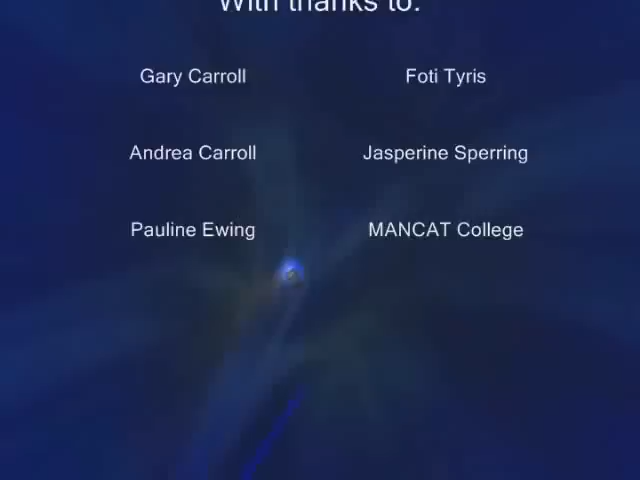 With thanks to:
Gary Carroll
Foti Tyris
Andrea Carroll
Jasperine Sperring
Pauline Ewing
MANCAT College